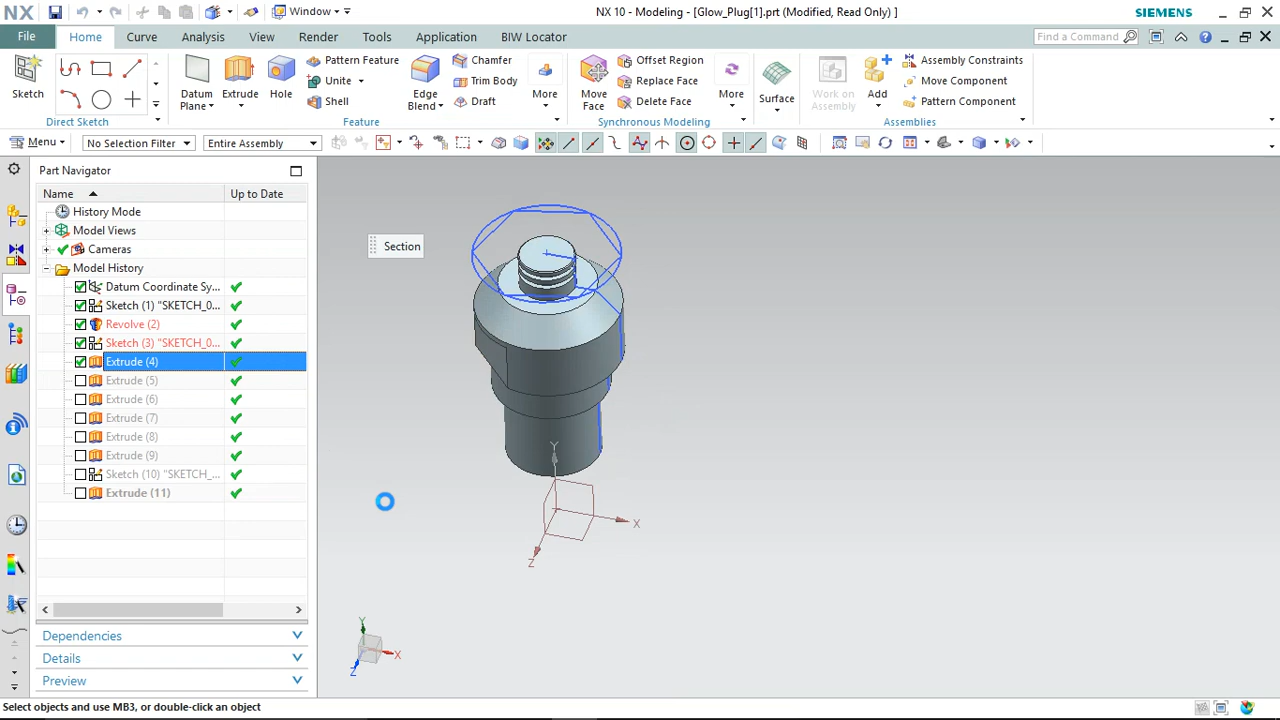 NX Window NX 10 - Modeling - [Glow_Plug[1].prt (Modified, Read Only) ] SIEMENS
File Home Curve Analysis View Render Tools Application BIW Locator Find a Command
Sketch
Direct Sketch
Datum Plane Extrude Hole
Pattern Feature
Unite
Shell
Edge Blend
Chamfer
Trim Body
Draft
More
Feature
Move Face
Offset Region
Replace Face
Delete Face
More
Synchronous Modeling
Surface
Work on Assembly
Add
Assembly Constraints
Move Component
Pattern Component
Assemblies
Menu No Selection Filter Entire Assembly
Part Navigator
Name Up to Date
History Mode
Model Views
Cameras
Model History
Datum Coordinate Sy...
Sketch (1) "SKETCH_0...
Revolve (2)
Sketch (3) "SKETCH_0...
Extrude (4)
Extrude (5)
Extrude (6)
Extrude (7)
Extrude (8)
Extrude (9)
Sketch (10) "SKETCH_...
Extrude (11)
Dependencies
Details
Preview
Section
Y
X
Z
Y
X
Z
Select objects and use MB3, or double-click an object